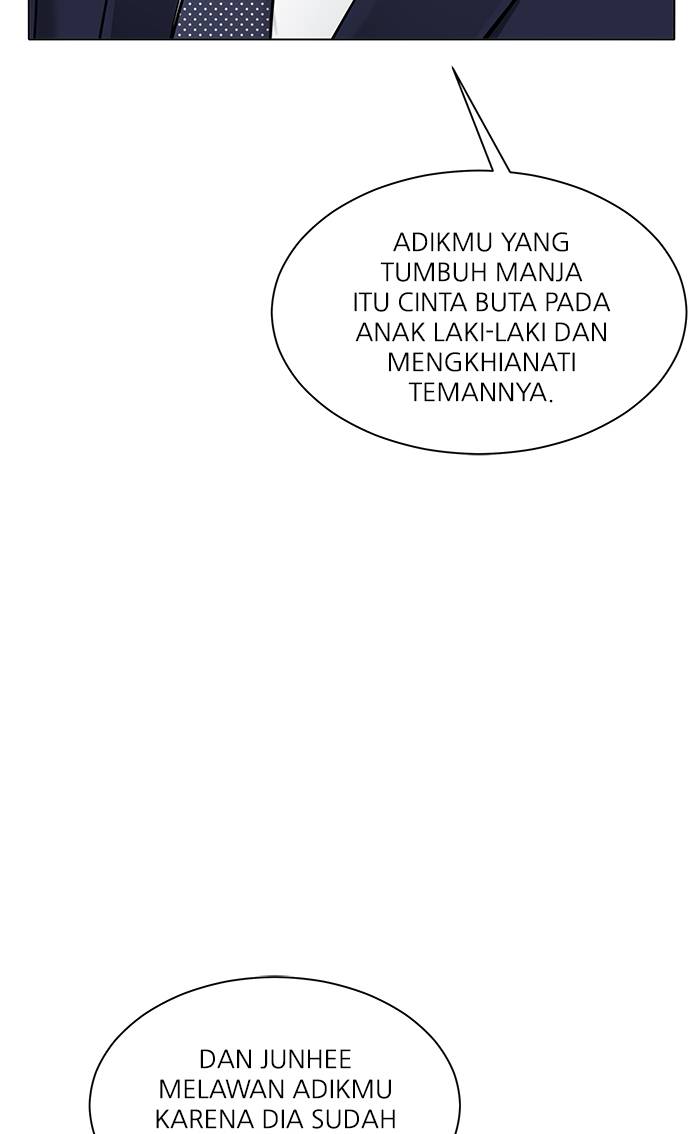 ADIKMU YANG
TUMBUH MANJA
ITU CINTA BUTA PADA
ANAK LAKI-LAKI DAN
MENGKHIANATI
TEMANNYA.
DAN JUNHEE
MELAWAN ADIKMU
KARENA DIA SUDAH